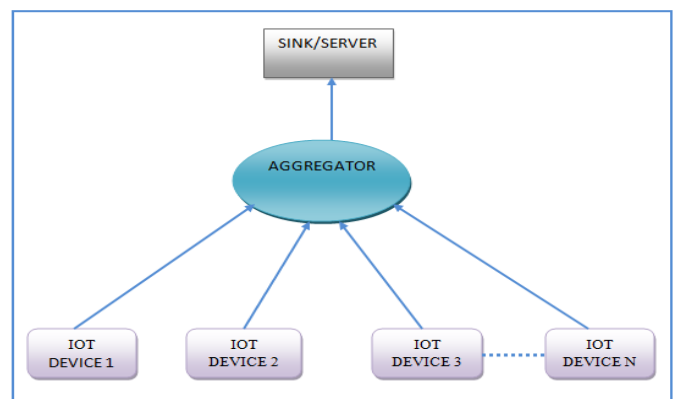 SINK/SERVER
AGGREGATOR
IOT
DEVICE 1
IOT
DEVICE 2
IOT
DEVICE 3
IOT
DEVICE N